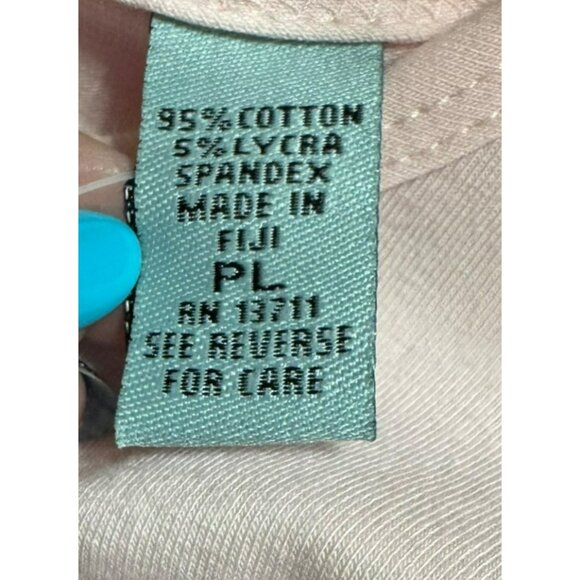 95% COTTON
5% LYCRA
SPANDEX
MADE IN
FIJI
PL
RN 13711
SEE REVERSE
FOR CARE